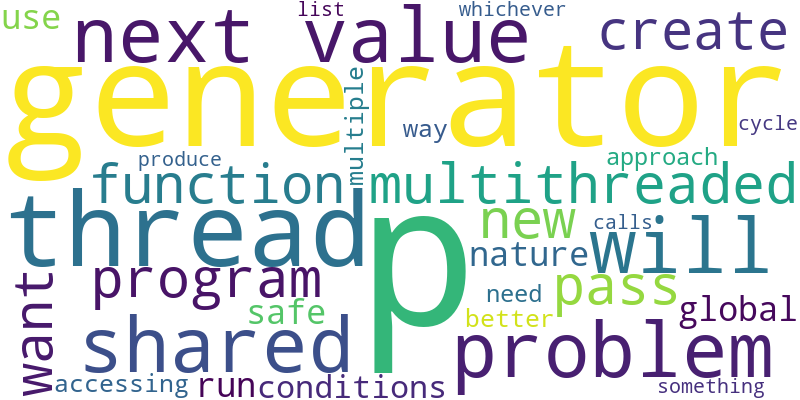 use
list
whichever
next value
create
generator
multiple
way
cycle
produce
approach
function
multithreaded
thread
p
new
calls
Will
nature
want
program
need
pass
safe
better
global
shared
problem
accessing
run
conditions
something